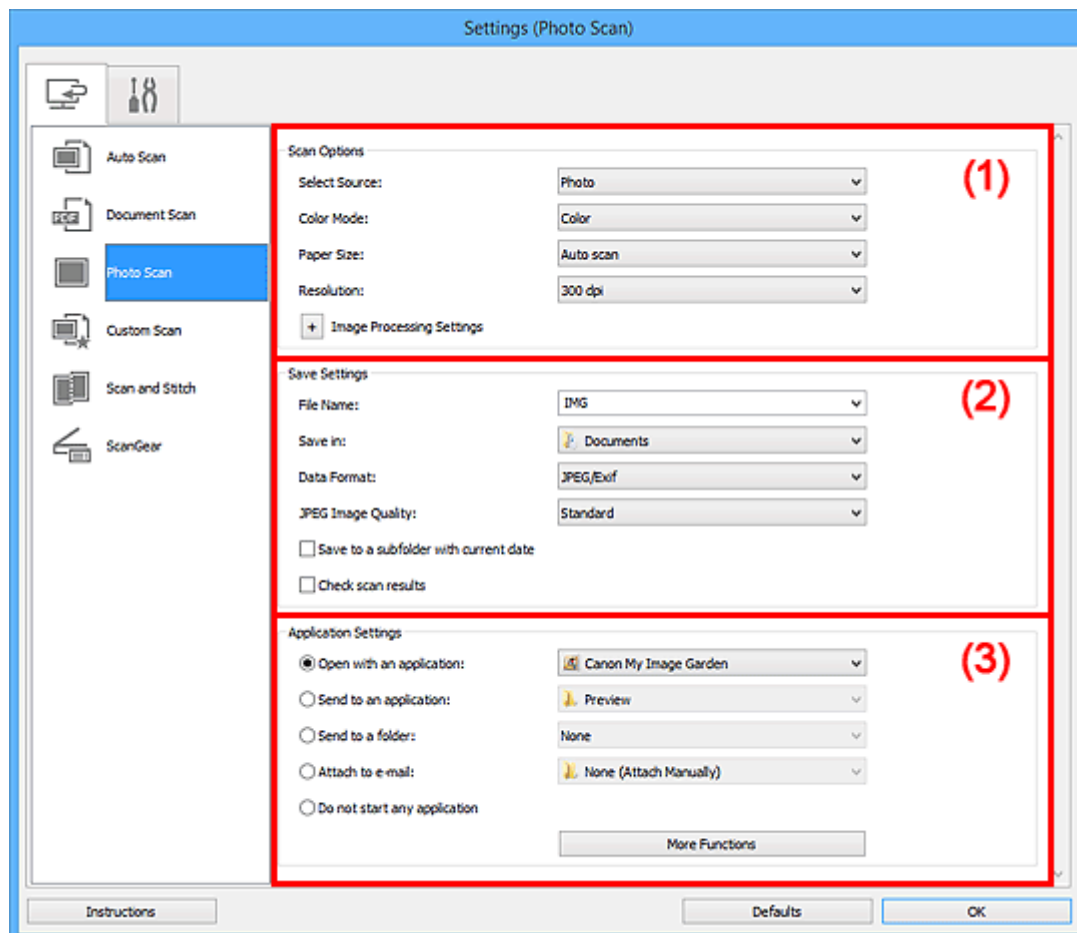 Settings (Photo Scan)
Auto Scan
PDF
Document Scan
Photo Scan
Custom Scan
Scan and Stitch
ScanGear
Scan Options
(1)
Select Source: Photo
Color Mode: Color
Paper Size: Auto scan
Resolution: 300 dpi
+ Image Processing Settings
Save Settings
(2)
File Name: IMG
Save in: Documents
Data Format: JPEG/Exif
JPEG Image Quality: Standard
Save to a subfolder with current date
Check scan results
Application Settings
(3)
Open with an application: Canon My Image Garden
Send to an application: Preview
Send to a folder: None
Attach to e-mail: None (Attach Manually)
Do not start any application
More Functions
Instructions Defaults OK